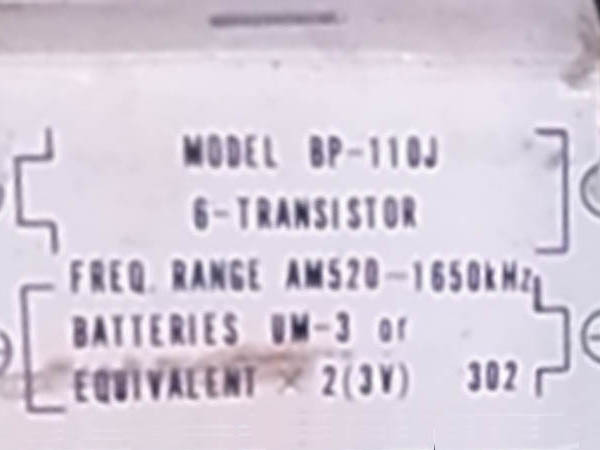 MODEL BP-110J
6-TRANSISTOR
FREQ. RANGE AM520-1650kHz
BATTERIES UM-3 or
EQUIVALENT × 2(3V) 302